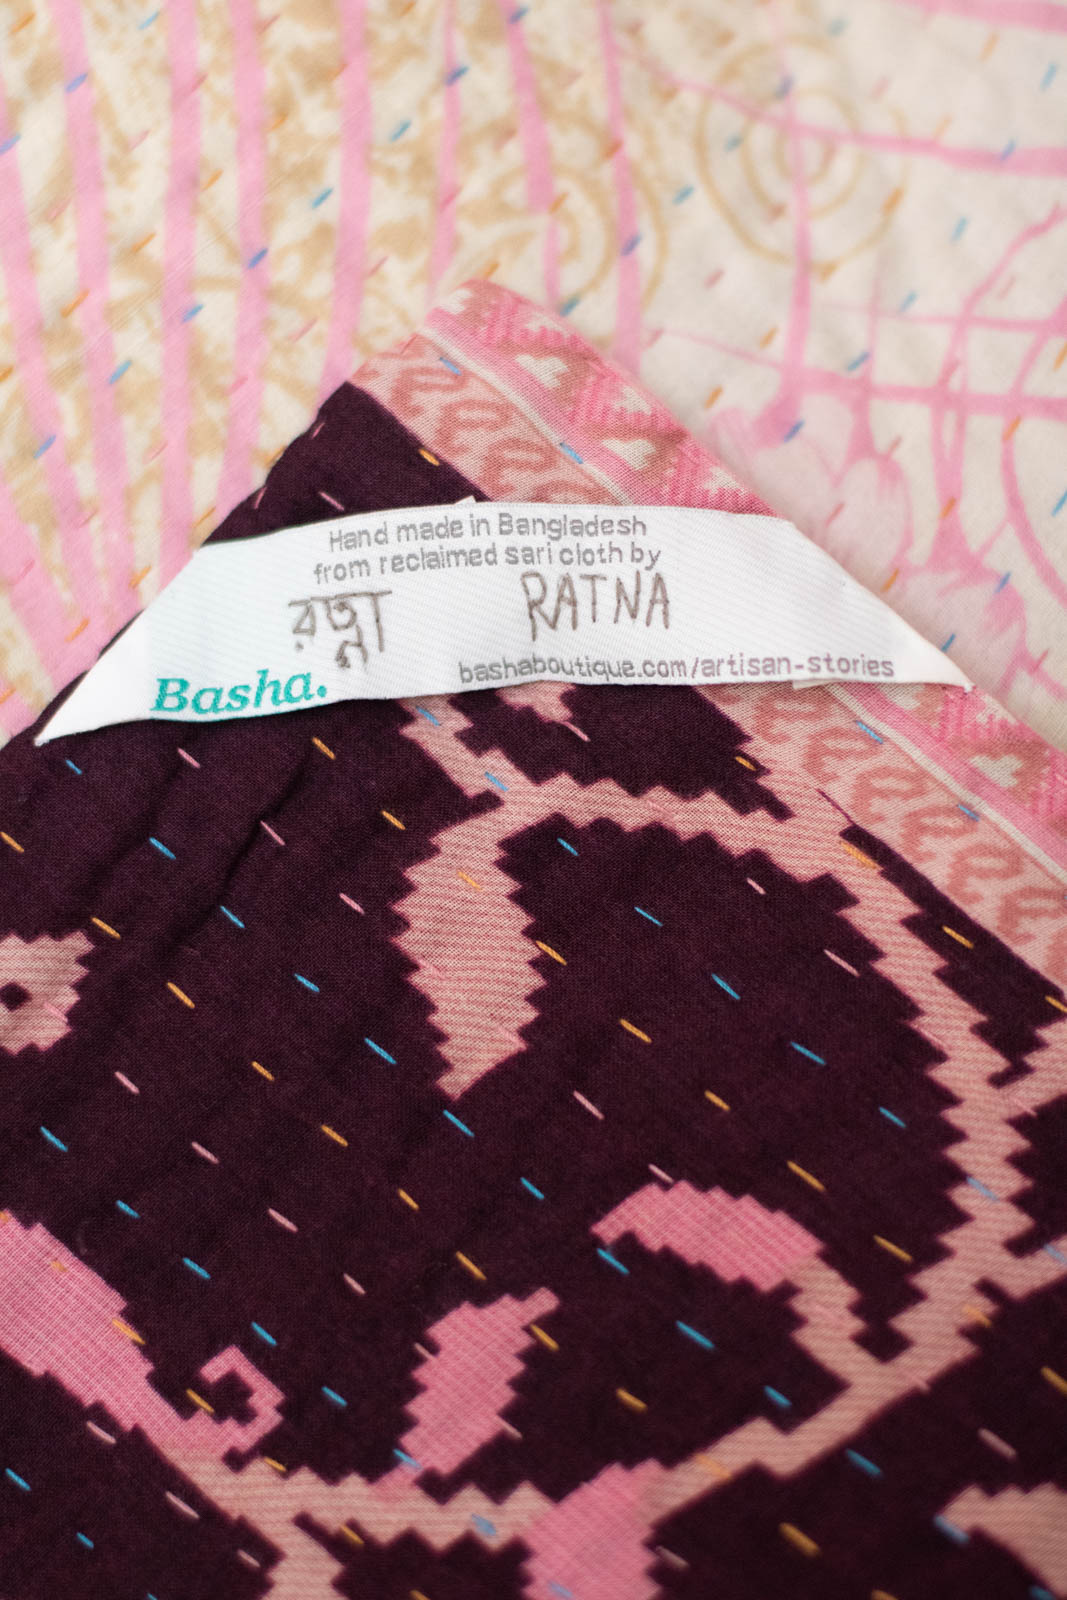 Hand made in Bangladesh
from reclaimed sari cloth by
রত্না RATNA
Basha. bashaboutique.com/artisan-stories